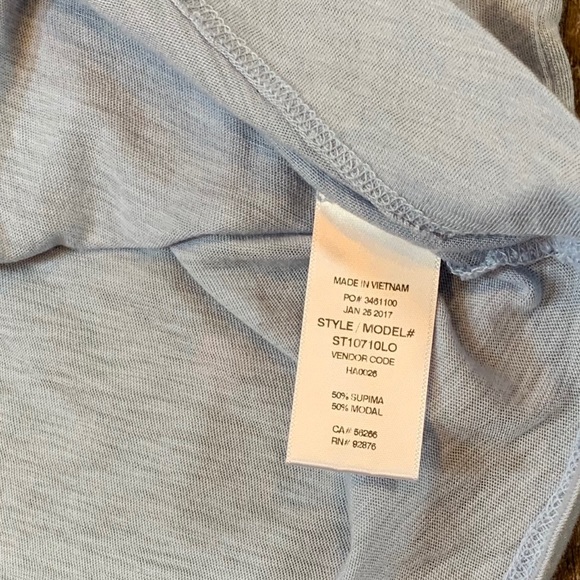 MADE IN VIETNAM
PO# 3461100
JAN 25 2017
STYLE / MODEL#
ST10710LO
VENDOR CODE
HA0026
50% SUPIMA
50% MODAL
CA# 56266
RN# 92876